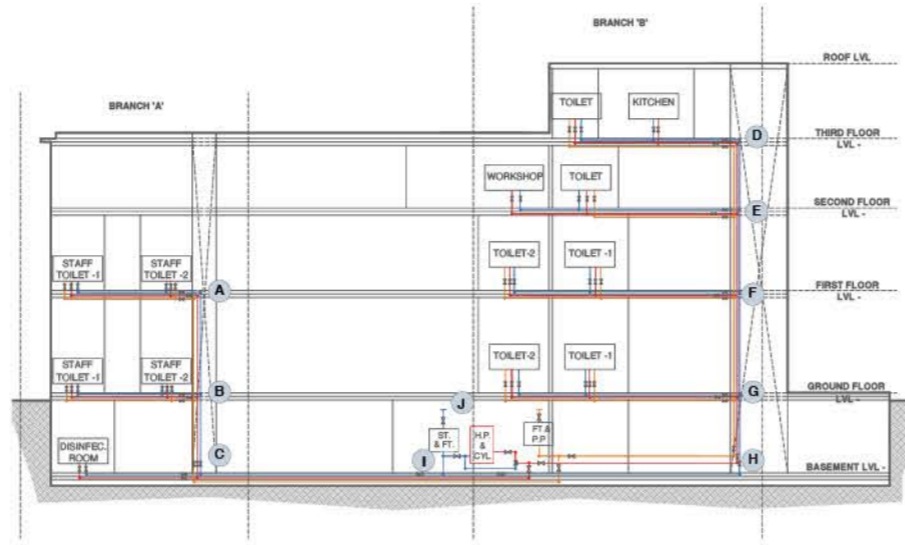 BRANCH 'B'
ROOF LVL
BRANCH 'A'
TOILET
KITCHEN
D
THIRD FLOOR
LVL -
WORKSHOP
TOILET
E
SECOND FLOOR
LVL -
STAFF
TOILET -1
STAFF
TOILET -2
A
TOILET-2
TOILET -1
F
FIRST FLOOR
LVL -
STAFF
TOILET -1
STAFF
TOILET -2
B
TOILET-2
TOILET -1
G
GROUND FLOOR
LVL -
J
DISINFEC.
ROOM
C
I
ST.
& FT.
H.P.
&
CYL.
FT &
P.P
H
BASEMENT LVL -